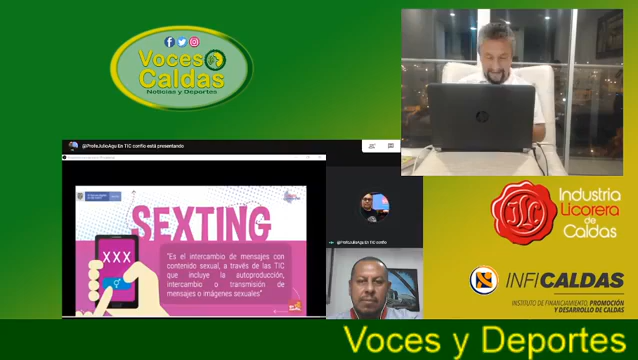 Voces
Caldas
Noticias y Deportes
@ProfeJulioAgu En TIC confío está presentando
SEXTING
XXX
"Es el intercambio de mensajes con
contenido sexual, a través de las TIC
que incluye la autoproducción,
intercambio o transmisión de
mensajes o imágenes sexuales"
@ProfeJulioAgu En TIC confío
hp
ILC
Industria
Licorera
de Caldas
INFICALDAS
INSTITUTO DE FINANCIAMIENTO, PROMOCIÓN
Y DESARROLLO DE CALDAS
Voces y Deportes